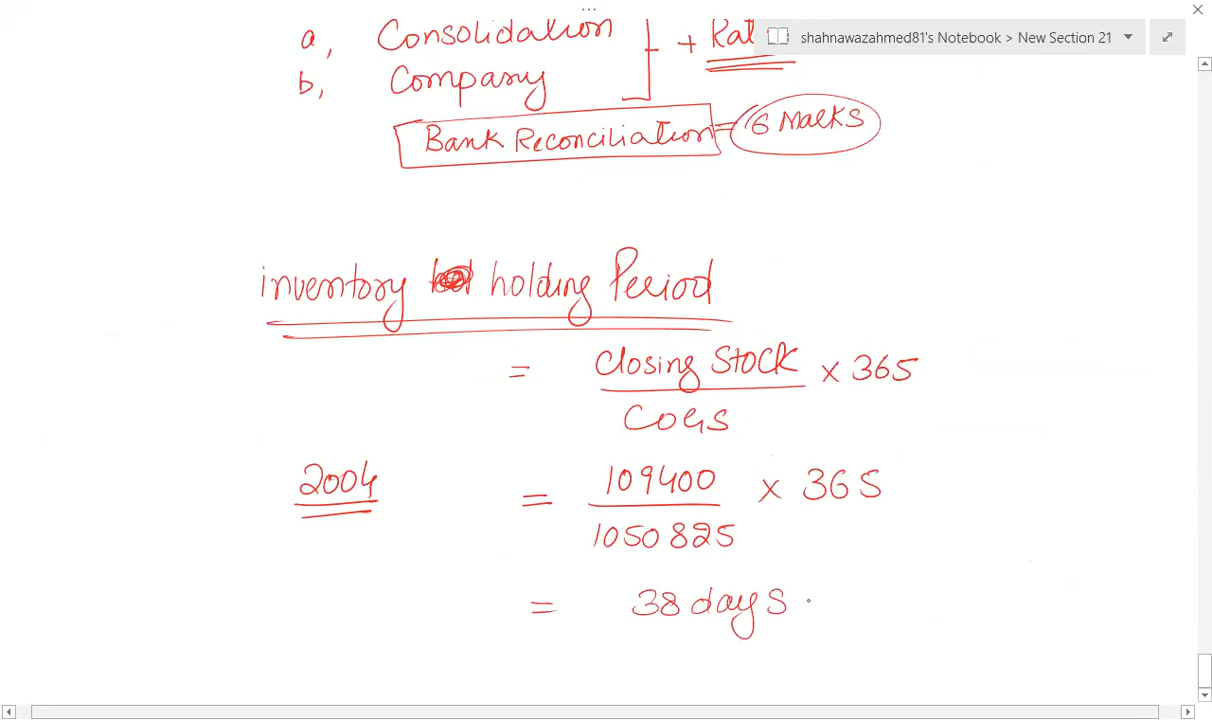 shahnawazahmed81's Notebook > New Section 21
a, Consolidation
b, Company
+ Rat
Bank Reconciliation = 6 Marks
inventory holding Period
= Closing Stock × 365
COGS
2004 = 109400 × 365
1050825
= 38 days